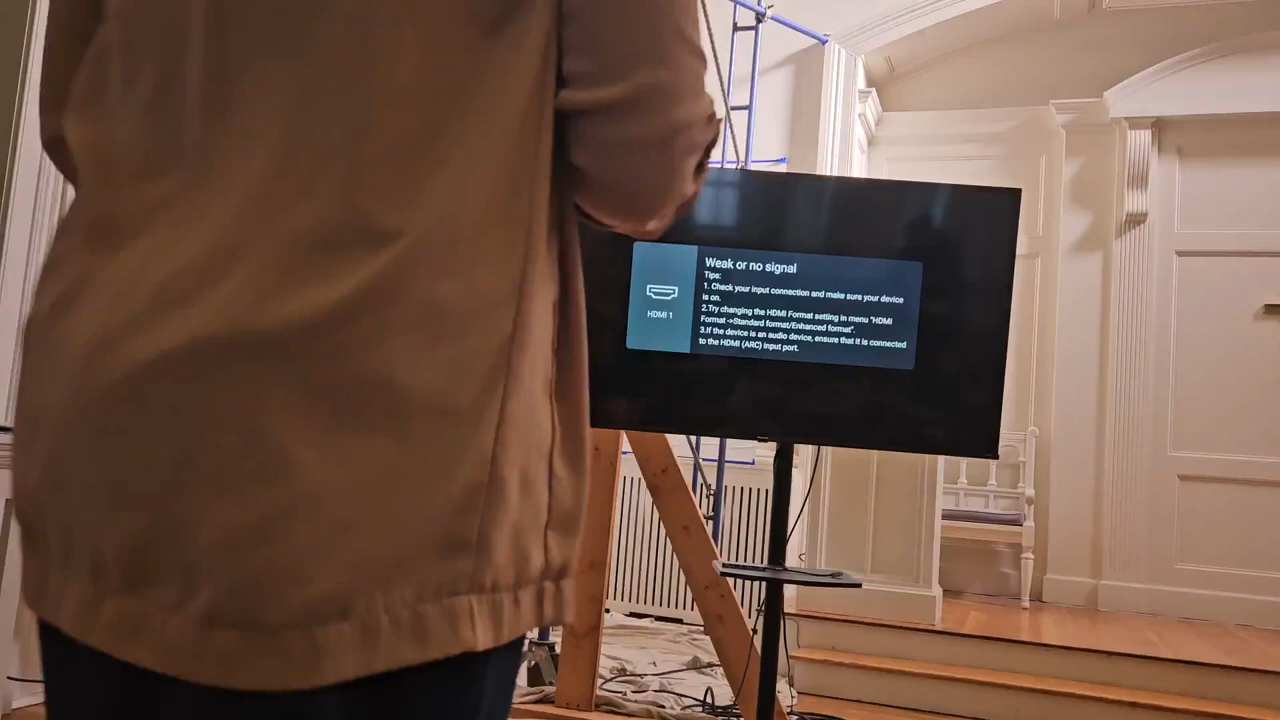 Weak or no signal
Tips:
1. Check your input connection and make sure your device
is on.
2.Try changing the HDMI Format setting in menu "HDMI
Format ->Standard format/Enhanced format".
3.If the device is an audio device, ensure that it is connected
to the HDMI (ARC) input port.
HDMI 1